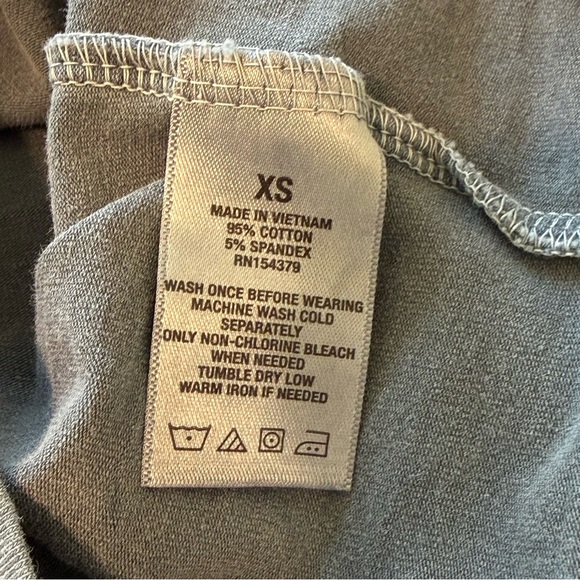 XS
MADE IN VIETNAM
95% COTTON
5% SPANDEX
RN154379
WASH ONCE BEFORE WEARING
MACHINE WASH COLD
SEPARATELY
ONLY NON-CHLORINE BLEACH
WHEN NEEDED
TUMBLE DRY LOW
WARM IRON IF NEEDED